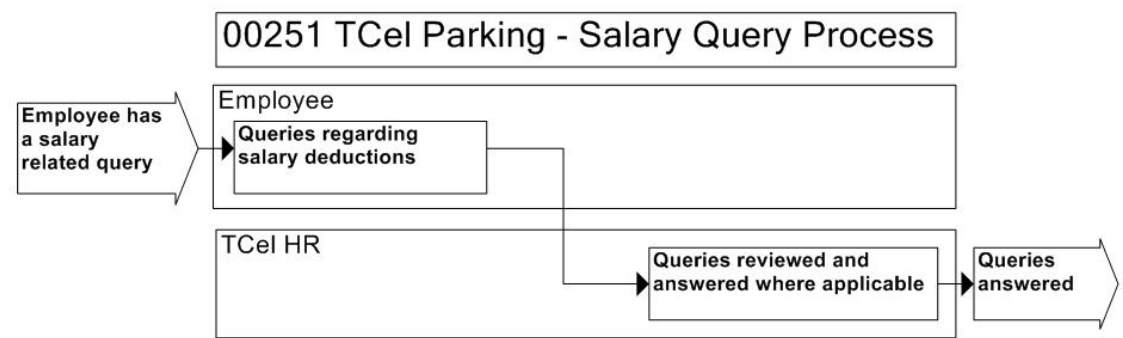 00251 TCel Parking - Salary Query Process
Employee has
a salary
related query
Employee
Queries regarding
salary deductions
TCel HR
Queries reviewed and
answered where applicable
Queries
answered